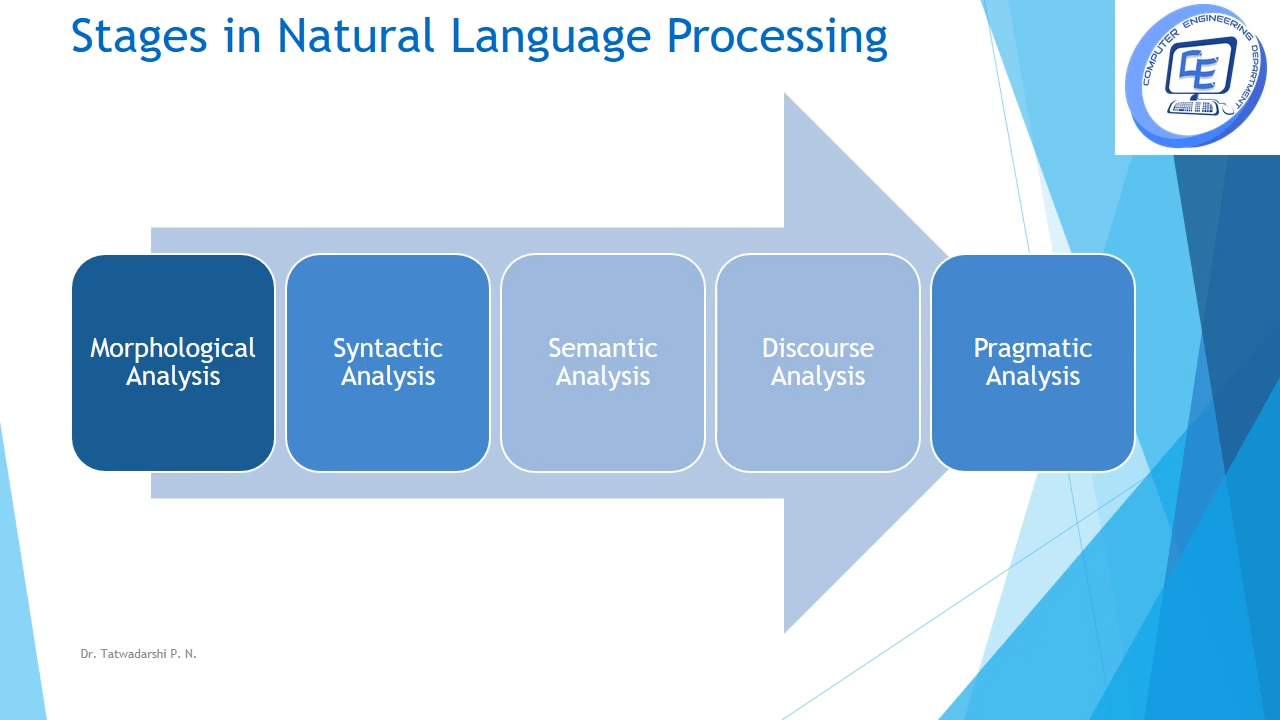 Stages in Natural Language Processing
COMPUTER ENGINEERING DEPARTMENT
CE
Morphological
Analysis
Syntactic
Analysis
Semantic
Analysis
Discourse
Analysis
Pragmatic
Analysis
Dr. Tatwadarshi P. N.